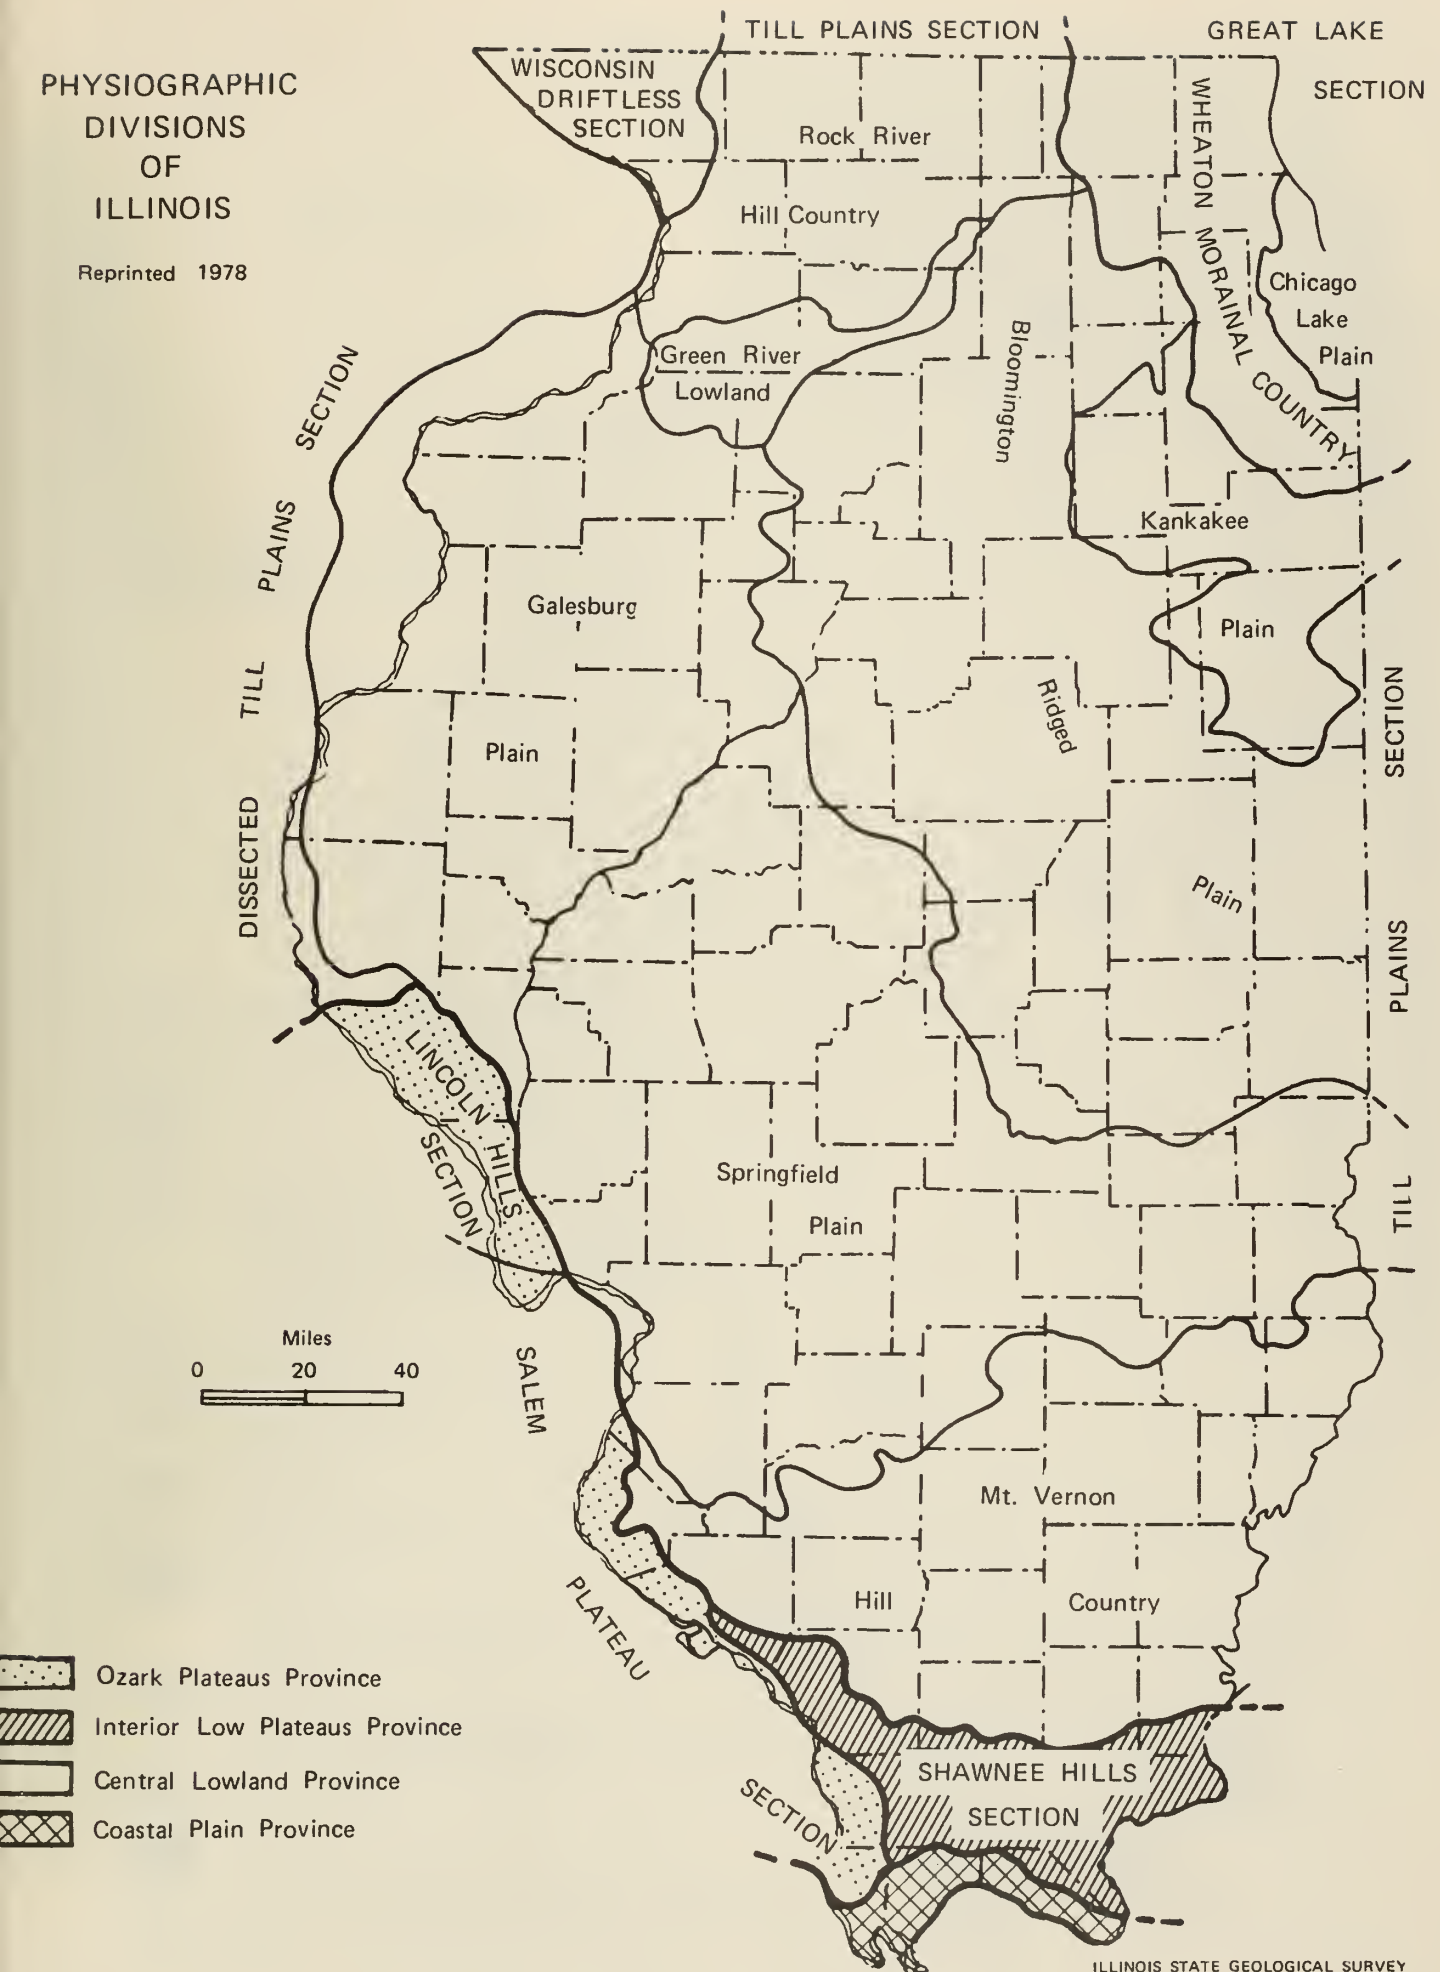 PHYSIOGRAPHIC
DIVISIONS
OF
ILLINOIS
Reprinted 1978
TILL PLAINS SECTION
GREAT LAKE
SECTION
WISCONSIN
DRIFTLESS
SECTION
Rock River
Hill Country
WHEATON MORAINAL COUNTRY
Chicago
Lake
Plain
Green River
Lowland
Bloomington
Ridged
Plain
Kankakee
Plain
Galesburg
Plain
DISSECTED TILL PLAINS SECTION
TILL PLAINS SECTION
LINCOLN HILLS
SECTION
Springfield
Plain
Miles
0 20 40
SALEM
PLATEAU
SECTION
Mt. Vernon
Hill Country
SHAWNEE HILLS
SECTION
Ozark Plateaus Province
Interior Low Plateaus Province
Central Lowland Province
Coastal Plain Province
ILLINOIS STATE GEOLOGICAL SURVEY